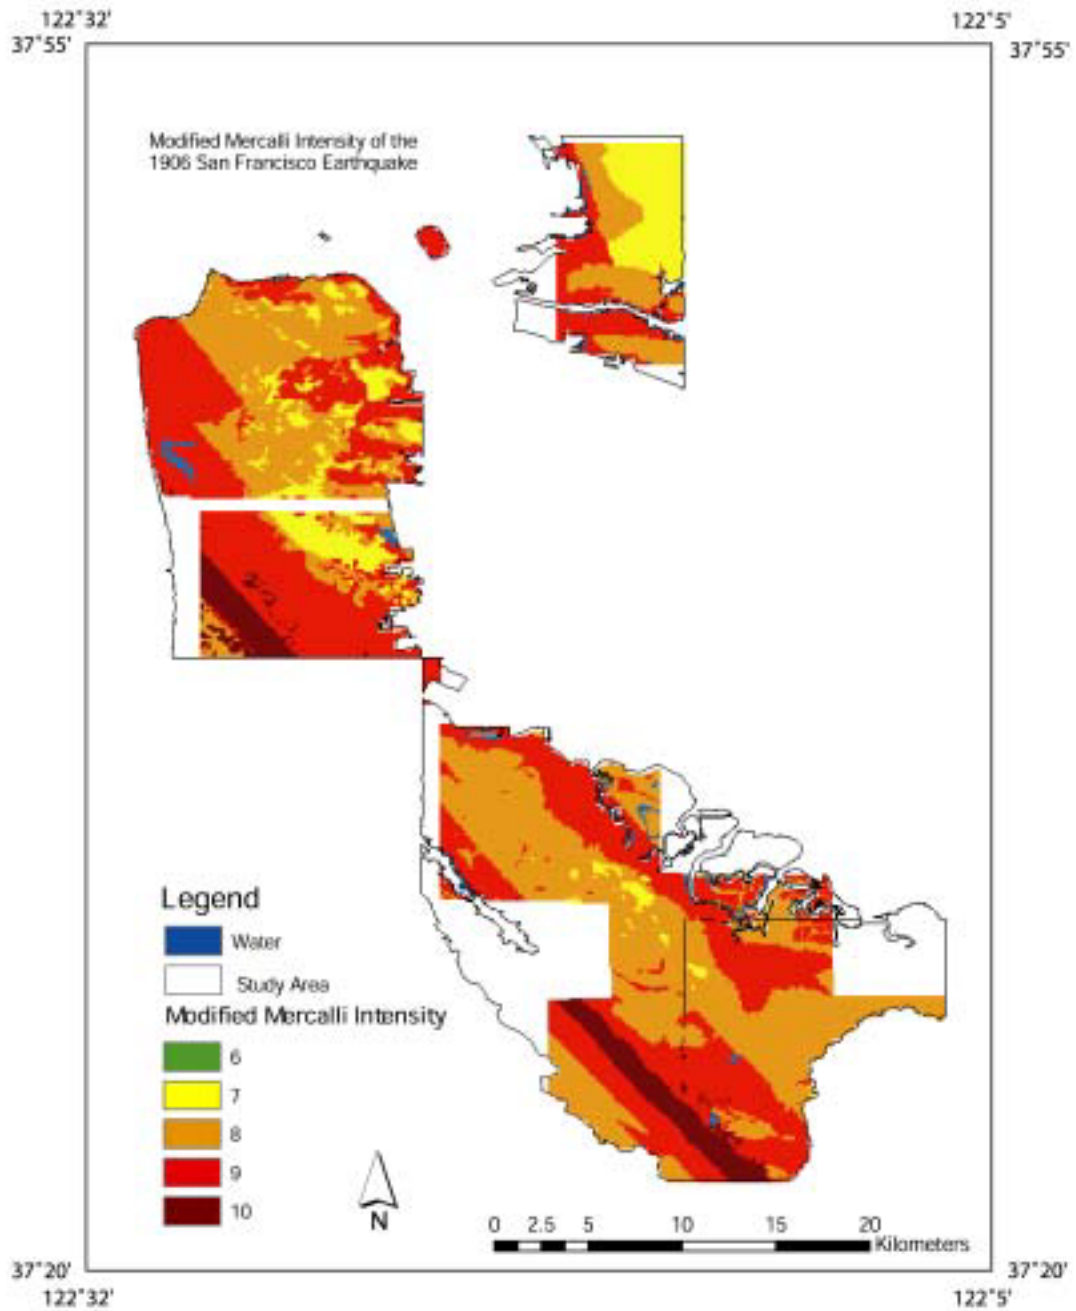 122°32' 122°5'
37°55' 37°55'
Modified Mercalli Intensity of the
1906 San Francisco Earthquake
Legend
Water
Study Area
Modified Mercalli Intensity
6
7
8
9
10
N
0 2.5 5 10 15 20
Kilometers
37°20' 37°20'
122°32' 122°5'